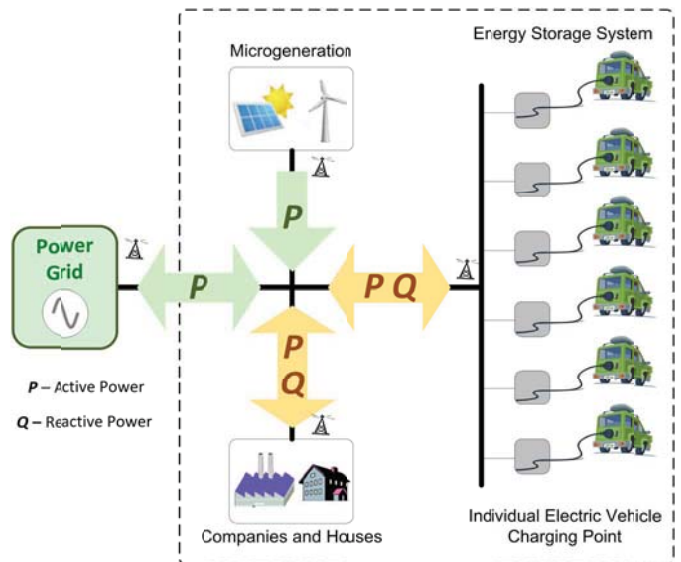 Microgeneration
Energy Storage System
P
Power
Grid
P
P Q
P
Q
P – Active Power
Q – Reactive Power
Companies and Houses
Individual Electric Vehicle
Charging Point